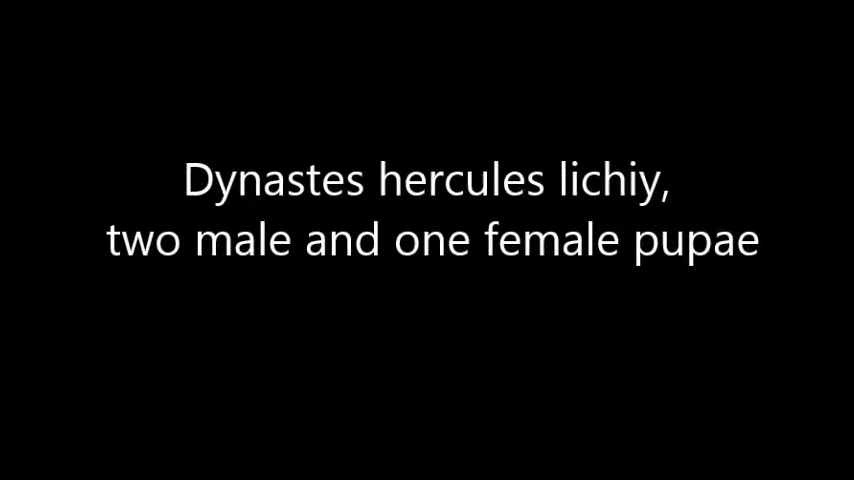 Dynastes hercules lichiy,
two male and one female pupae